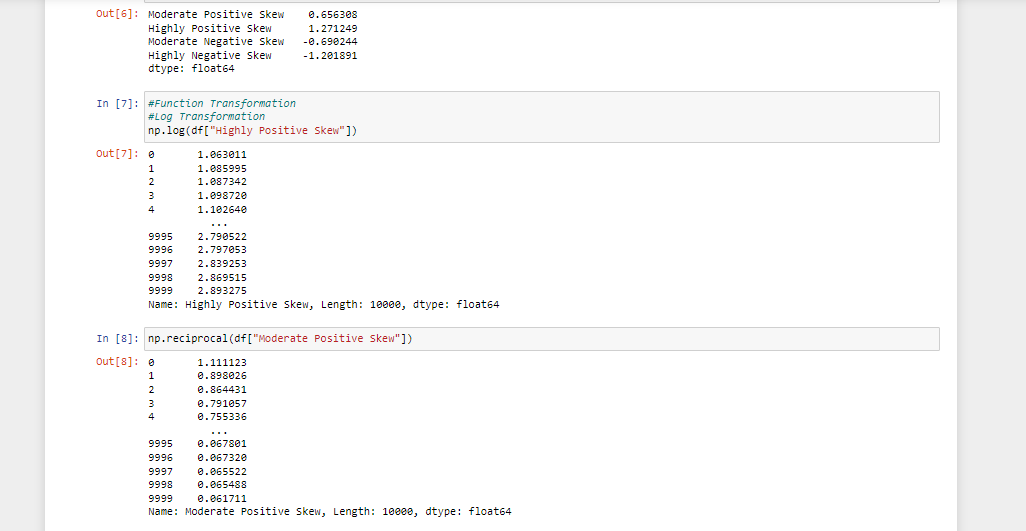 Out[6]: Moderate Positive Skew 0.656308
Highly Positive Skew 1.271249
Moderate Negative Skew -0.690244
Highly Negative Skew -1.201891
dtype: float64
In [7]: #Function Transformation
#Log Transformation
np.log(df["Highly Positive Skew"])
Out[7]: 0 1.063011
1 1.085995
2 1.087342
3 1.098720
4 1.102640
...
9995 2.790522
9996 2.797053
9997 2.839253
9998 2.869515
9999 2.893275
Name: Highly Positive Skew, Length: 10000, dtype: float64
In [8]: np.reciprocal(df["Moderate Positive Skew"])
Out[8]: 0 1.111123
1 0.898026
2 0.864431
3 0.791057
4 0.755336
...
9995 0.067801
9996 0.067320
9997 0.065522
9998 0.065488
9999 0.061711
Name: Moderate Positive Skew, Length: 10000, dtype: float64